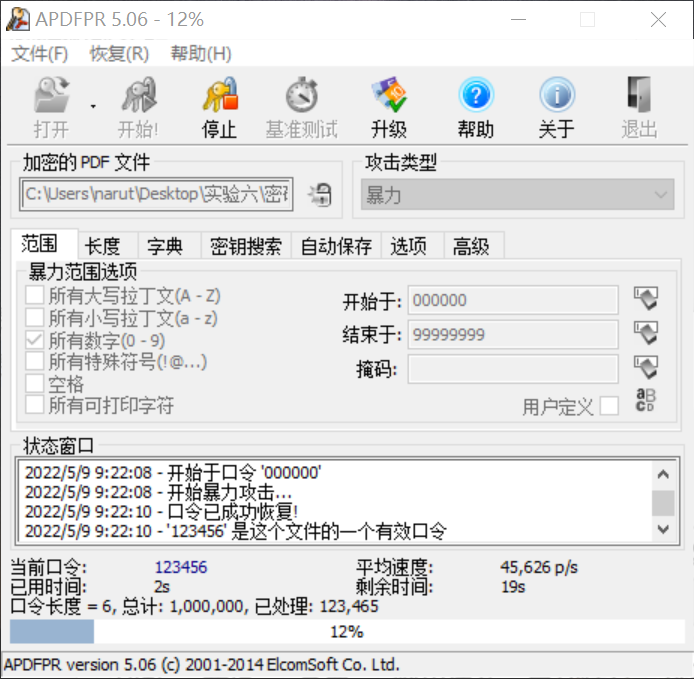 APDFPR 5.06 - 12%
文件(F) 恢复(R) 帮助(H)
打开 开始! 停止 基准测试 升级 帮助 关于 退出
加密的 PDF 文件 攻击类型
C:\Users\narut\Desktop\实验六\密 暴力
范围 长度 字典 密钥搜索 自动保存 选项 高级
暴力范围选项
所有大写拉丁文(A - Z) 开始于: 000000
所有小写拉丁文(a - z)
所有数字(0 - 9) 结束于: 99999999
所有特殊符号(!@...) 掩码:
空格
所有可打印字符 用户定义
状态窗口
2022/5/9 9:22:08 - 开始于口令 '000000'
2022/5/9 9:22:08 - 开始暴力攻击...
2022/5/9 9:22:10 - 口令已成功恢复!
2022/5/9 9:22:10 - '123456' 是这个文件的一个有效口令
当前口令: 123456 平均速度: 45,626 p/s
已用时间: 2s 剩余时间: 19s
口令长度 = 6, 总计: 1,000,000, 已处理: 123,465
12%
APDFPR version 5.06 (c) 2001-2014 ElcomSoft Co. Ltd.